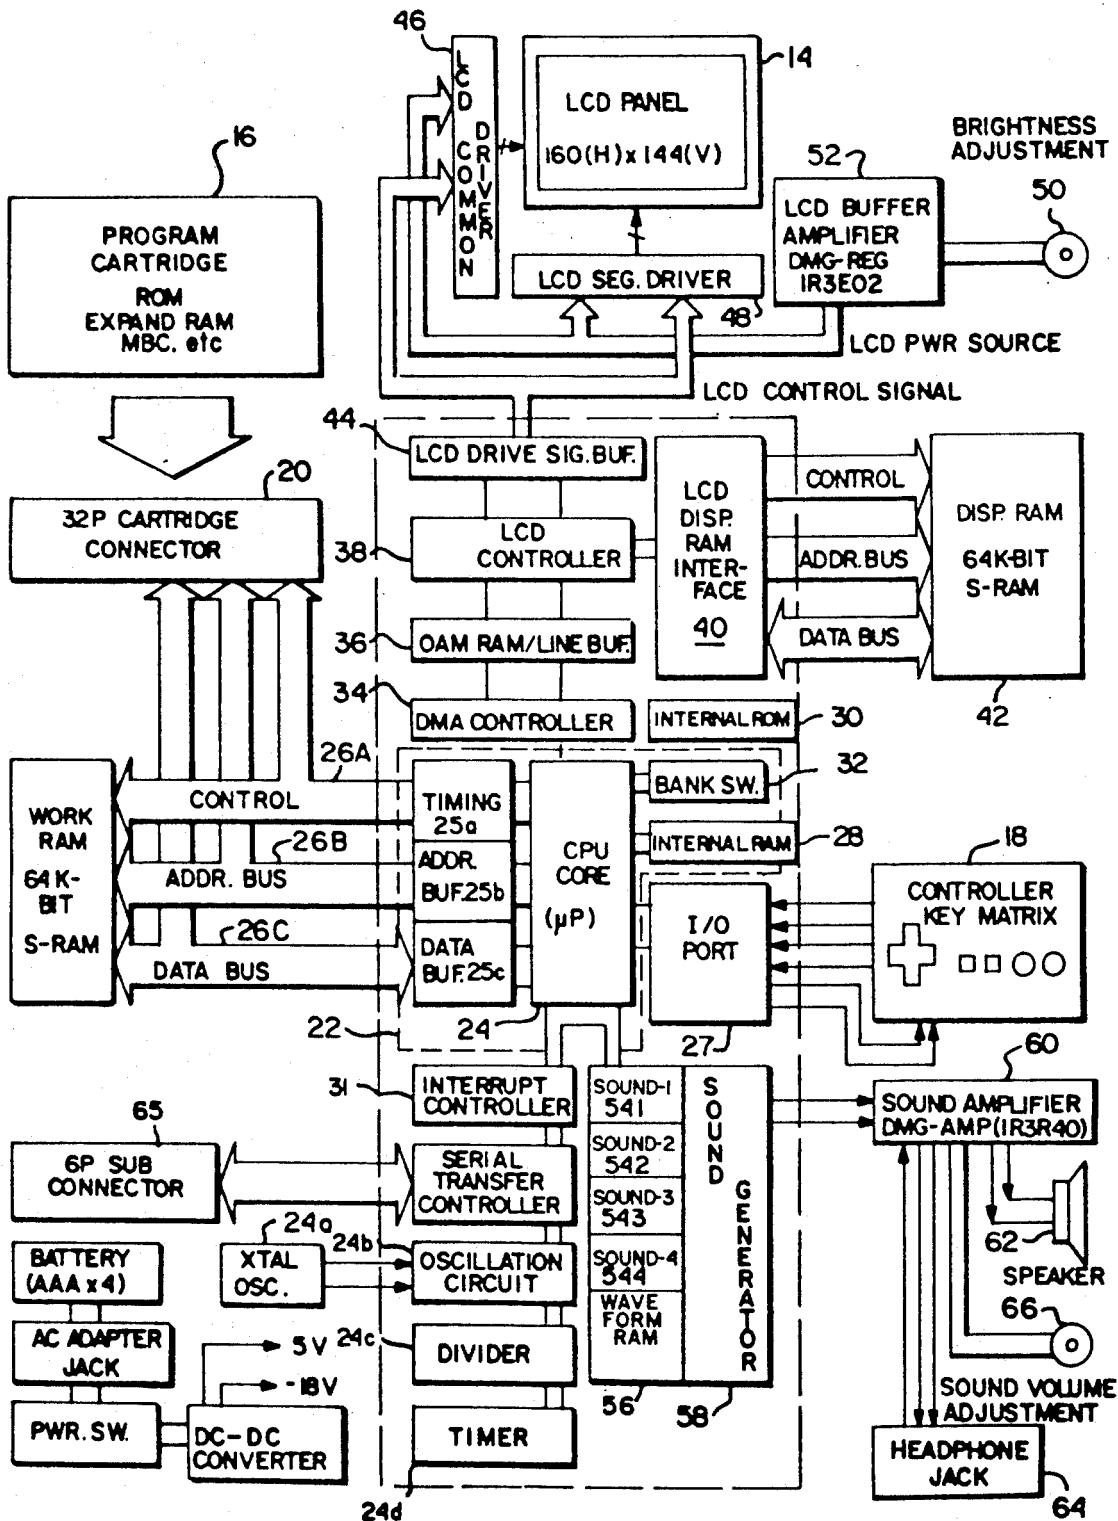 46
LCD COMMON
DRIVER
14
LCD PANEL
160(H) x 144(V)
16
PROGRAM
CARTRIDGE
ROM
EXPAND RAM
MBC. etc
52
LCD BUFFER
AMPLIFIER
DMG-REG
IR3E02
BRIGHTNESS
ADJUSTMENT
50
LCD SEG. DRIVER
48
LCD PWR SOURCE
LCD CONTROL SIGNAL
44
LCD DRIVE SIG. BUF.
20
32P CARTRIDGE
CONNECTOR
38
LCD
CONTROLLER
LCD
DISP.
RAM
INTER-
FACE
40
CONTROL
ADDR. BUS
DATA BUS
DISP. RAM
64K-BIT
S-RAM
42
36
OAM RAM/LINE BUF.
34
DMA CONTROLLER
INTERNAL ROM
30
26A
WORK
RAM
64K-
BIT
S-RAM
CONTROL
26B
ADDR. BUS
26C
DATA BUS
TIMING
25a
ADDR.
BUF. 25b
DATA
BUF. 25c
CPU
CORE
(μP)
BANK SW.
32
INTERNAL RAM
28
I/O
PORT
27
18
CONTROLLER
KEY MATRIX
22
24
31
INTERRUPT
CONTROLLER
65
6P SUB
CONNECTOR
SERIAL
TRANSFER
CONTROLLER
24a
XTAL
OSC.
24b
OSCILLATION
CIRCUIT
24c
DIVIDER
TIMER
24d
SOUND-1
541
SOUND-2
542
SOUND-3
543
SOUND-4
544
WAVE
FORM
RAM
56
SOUND
GENERATOR
58
60
SOUND AMPLIFIER
DMG-AMP(IR3R40)
62
SPEAKER
66
SOUND VOLUME
ADJUSTMENT
HEADPHONE
JACK
64
BATTERY
(AAA x 4)
AC ADAPTER
JACK
PWR. SW.
5V
-18V
DC-DC
CONVERTER